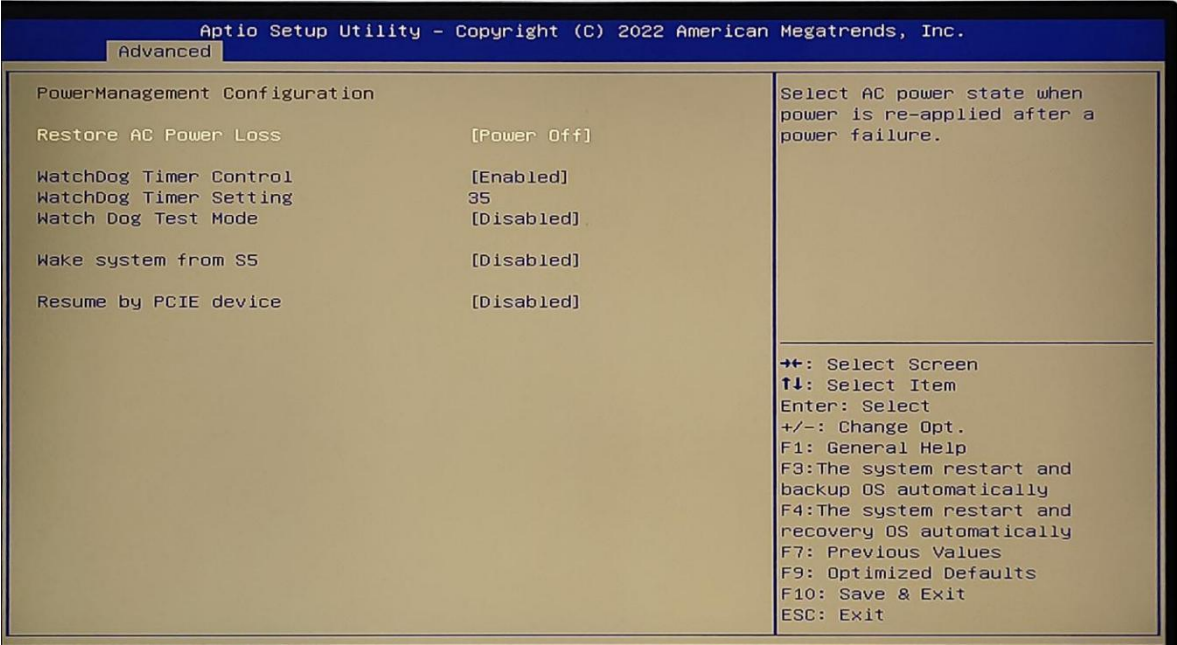 Aptio Setup Utility – Copyright (C) 2022 American Megatrends, Inc.
Advanced
PowerManagement Configuration
Restore AC Power Loss [Power Off]
WatchDog Timer Control [Enabled]
WatchDog Timer Setting 35
Watch Dog Test Mode [Disabled]
Wake system from S5 [Disabled]
Resume by PCIE device [Disabled]
Select AC power state when
power is re-applied after a
power failure.
→←: Select Screen
↑↓: Select Item
Enter: Select
+/-: Change Opt.
F1: General Help
F3:The system restart and
backup OS automatically
F4:The system restart and
recovery OS automatically
F7: Previous Values
F9: Optimized Defaults
F10: Save & Exit
ESC: Exit